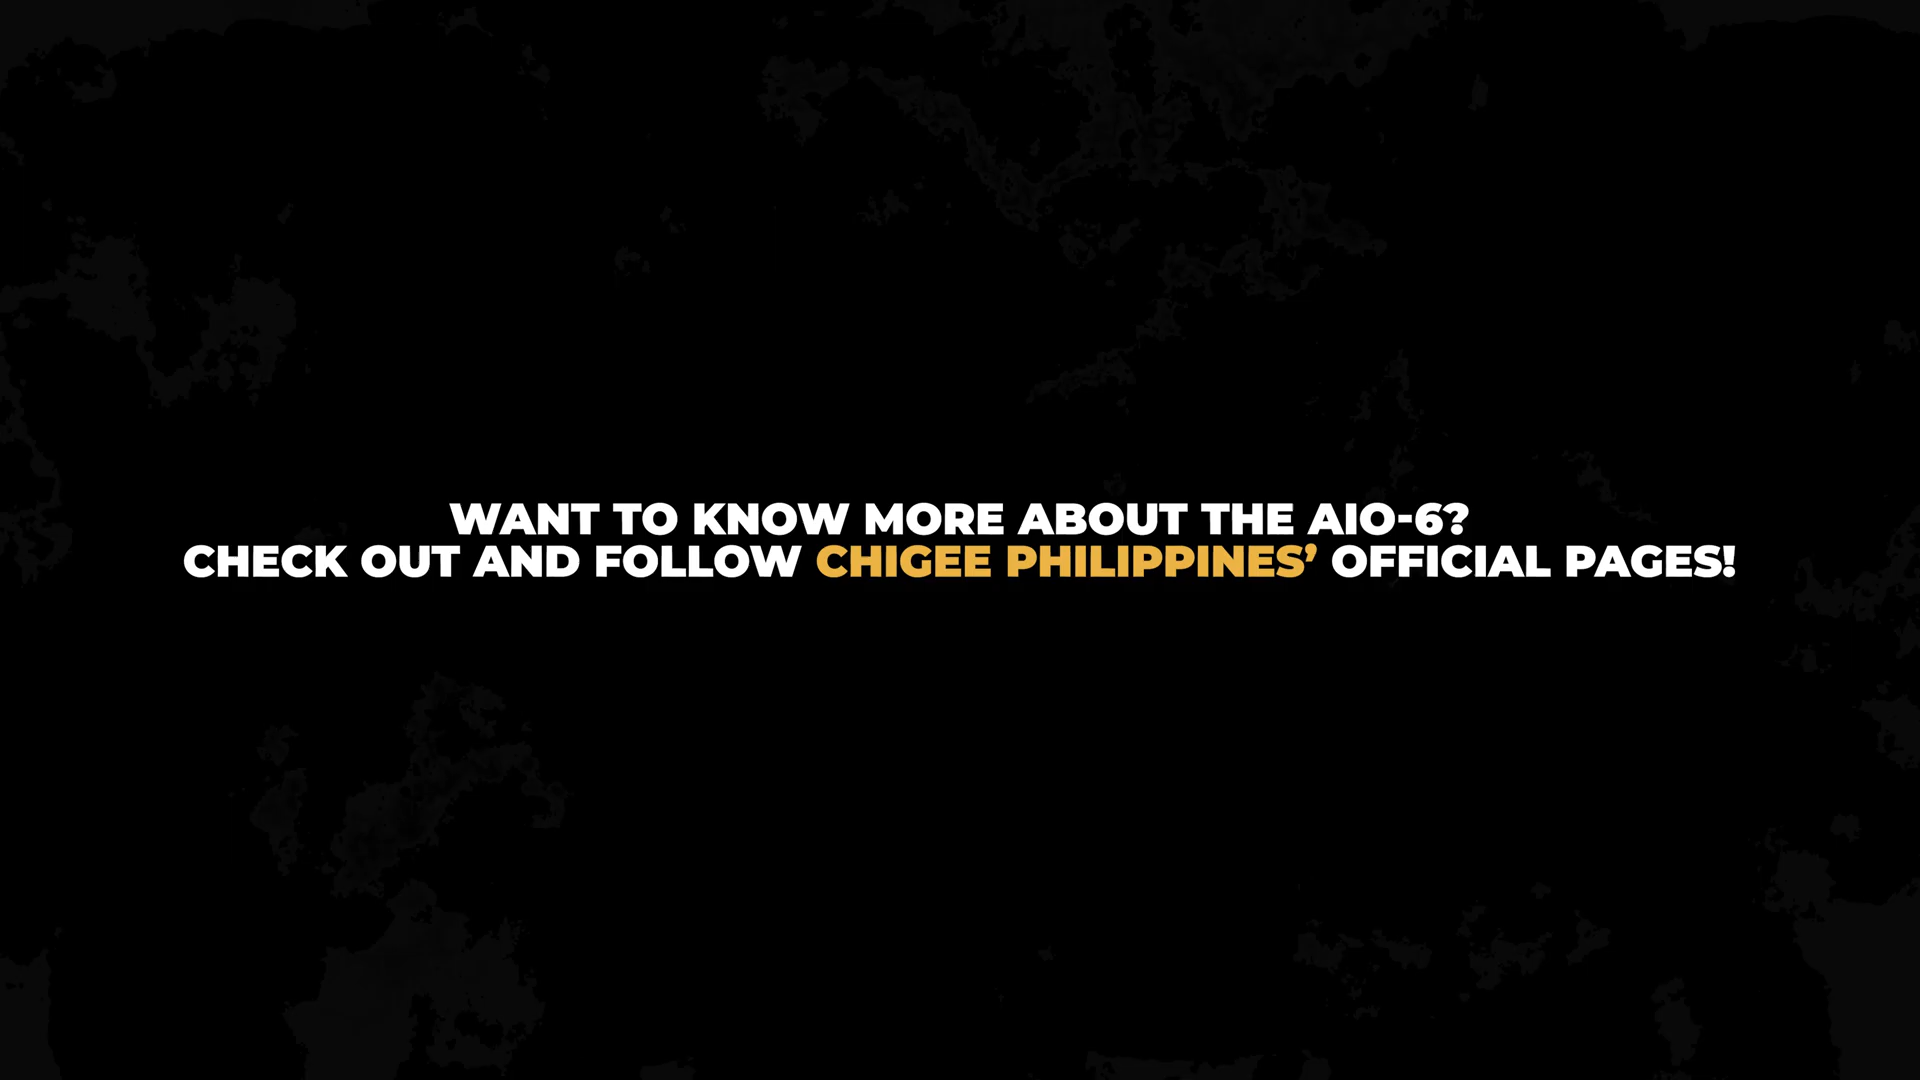 WANT TO KNOW MORE ABOUT THE AIO-6?
CHECK OUT AND FOLLOW CHIGEE PHILIPPINES’ OFFICIAL PAGES!